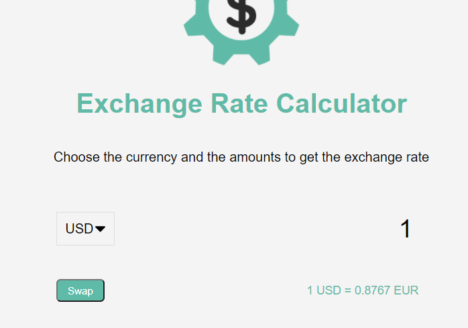 $
Exchange Rate Calculator
Choose the currency and the amounts to get the exchange rate
USD 1
Swap 1 USD = 0.8767 EUR